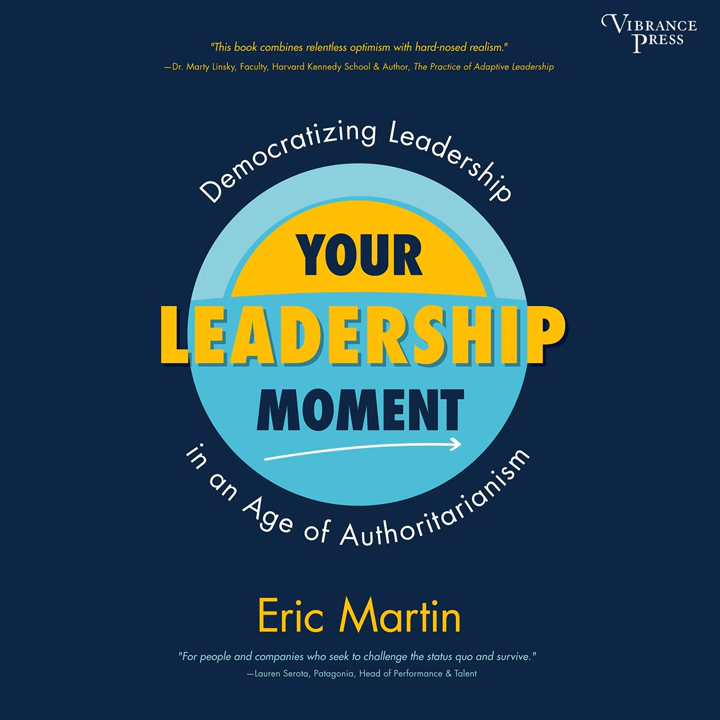 VIBRANCE
PRESS
"This book combines relentless optimism with hard-nosed realism."
—Dr. Marty Linsky, Faculty, Harvard Kennedy School & Author, The Practice of Adaptive Leadership
Democratizing Leadership
YOUR
LEADERSHIP
MOMENT
in an Age of Authoritarianism
Eric Martin
"For people and companies who seek to challenge the status quo and survive."
—Lauren Serota, Patagonia, Head of Performance & Talent